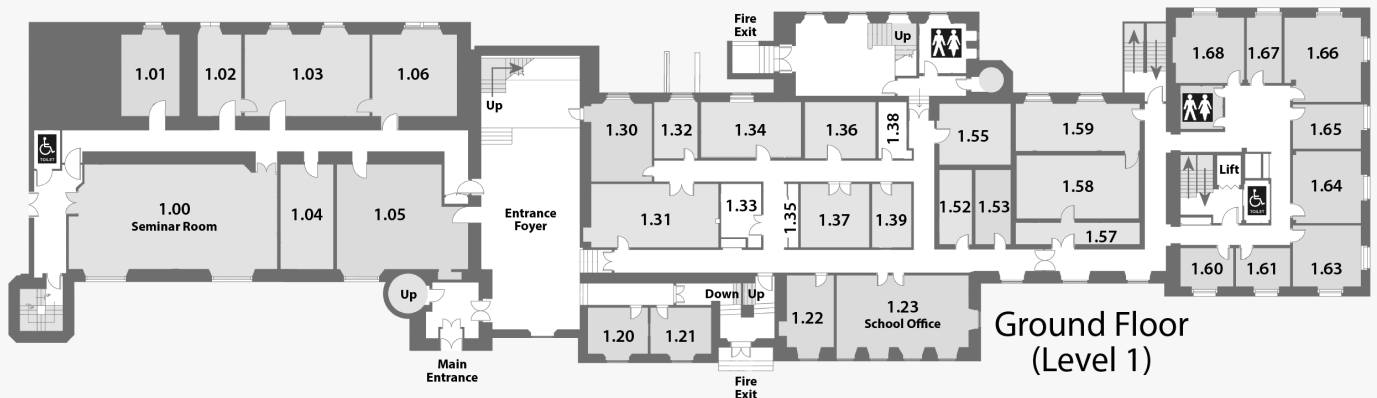 Fire
Exit
Up
1.01
1.02
1.03
1.06
Up
1.68
1.67
1.66
1.30
1.32
1.34
1.36
1.38
1.55
1.59
1.65
TOILET
1.00
Seminar Room
1.04
1.05
Entrance
Foyer
1.31
1.33
1.35
1.37
1.39
1.52
1.53
1.58
1.57
Lift
TOILET
1.64
1.60
1.61
1.63
Up
Down
Up
1.20
1.21
1.22
1.23
School Office
Main
Entrance
Fire
Exit
Ground Floor
(Level 1)